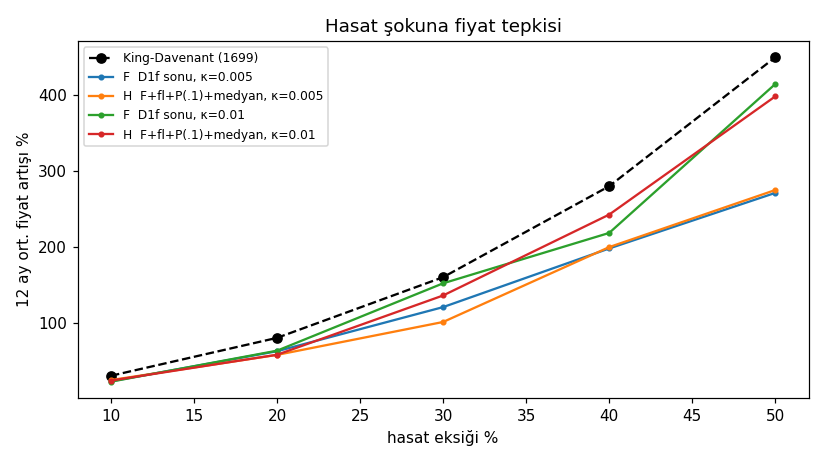 Hasat şokuna fiyat tepkisi
King-Davenant (1699)
F  D1f sonu, κ=0.005
H  F+fl+P(.1)+medyan, κ=0.005
F  D1f sonu, κ=0.01
H  F+fl+P(.1)+medyan, κ=0.01
12 ay ort. fiyat artışı %
400
300
200
100
10 15 20 25 30 35 40 45 50
hasat eksiği %